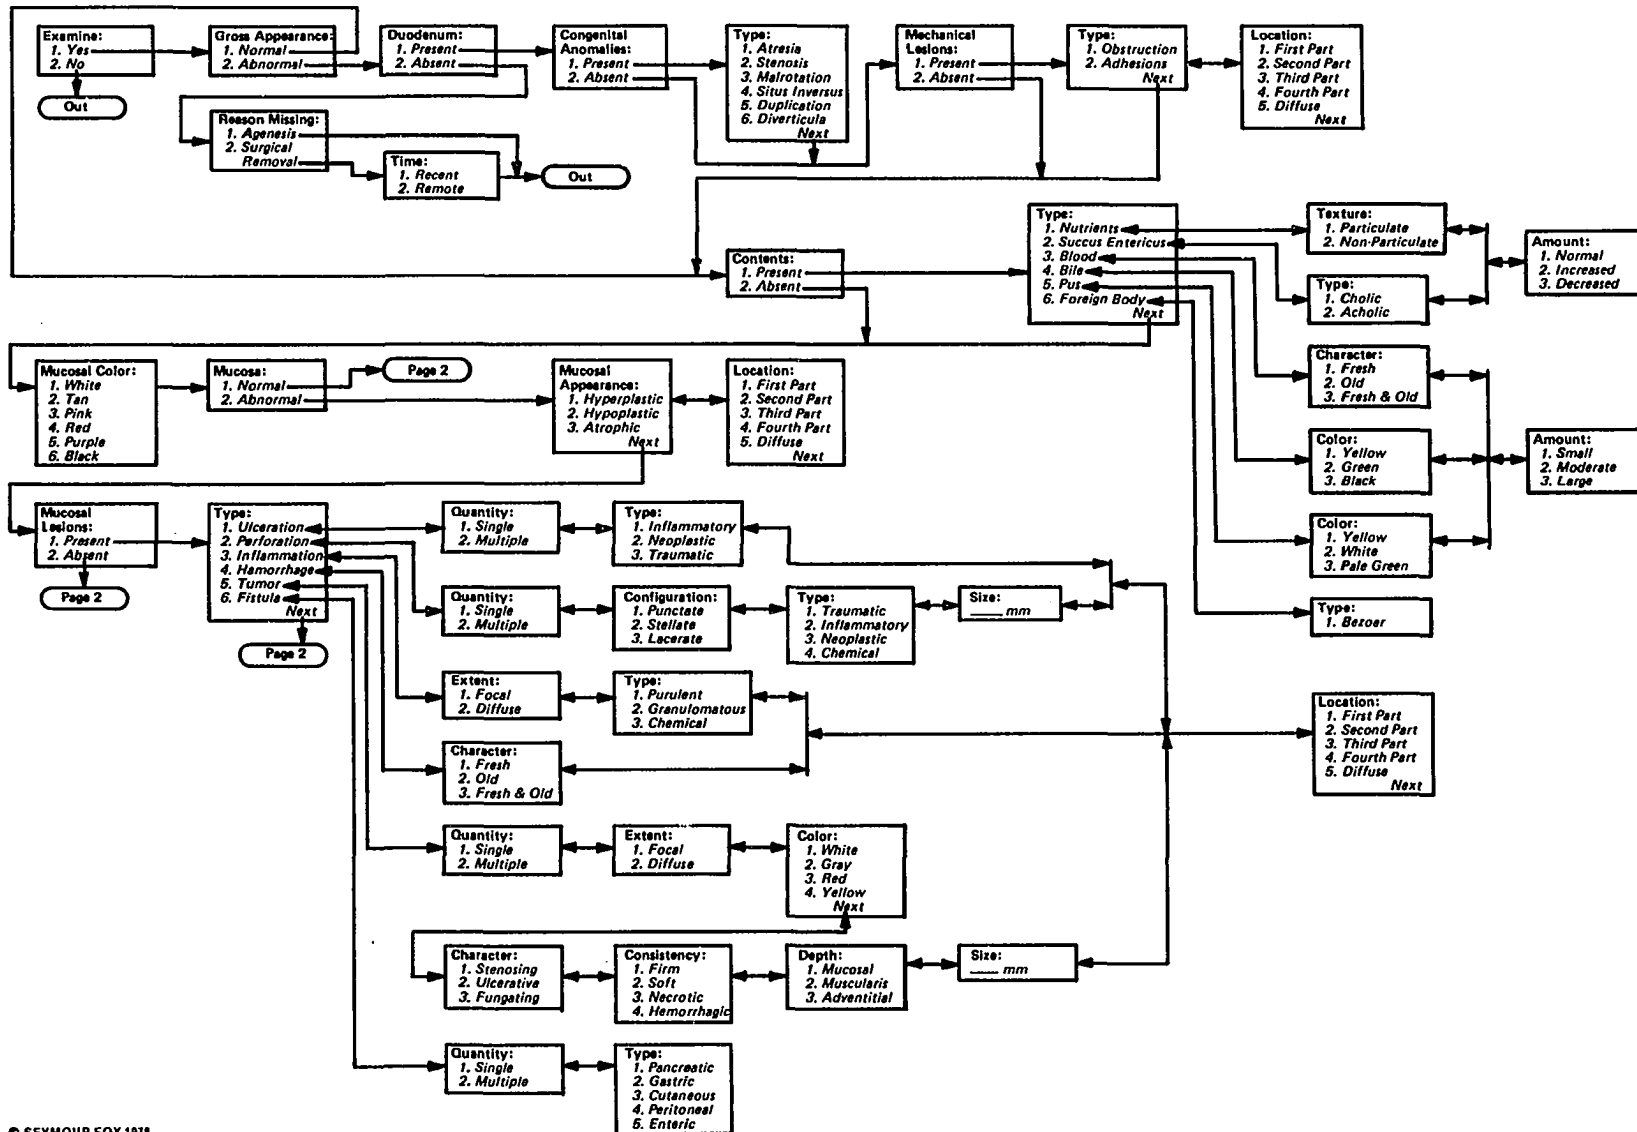 Examine:
1. Yes
2. No
Out
Gross Appearance:
1. Normal
2. Abnormal
Duodenum:
1. Present
2. Absent
Congenital
Anomalies:
1. Present
2. Absent
Type:
1. Atresia
2. Stenosis
3. Malrotation
4. Situs Inversus
5. Duplication
6. Diverticula
Next
Mechanical
Lesions:
1. Present
2. Absent
Type:
1. Obstruction
2. Adhesions
Next
Location:
1. First Part
2. Second Part
3. Third Part
4. Fourth Part
5. Diffuse
Next
Reason Missing:
1. Agenesis
2. Surgical
Removal
Time:
1. Recent
2. Remote
Out
Contents:
1. Present
2. Absent
Type:
1. Nutrients
2. Succus Entericus
3. Blood
4. Bile
5. Pus
6. Foreign Body
Next
Texture:
1. Particulate
2. Non-Particulate
Type:
1. Cholic
2. Acholic
Amount:
1. Normal
2. Increased
3. Decreased
Character:
1. Fresh
2. Old
3. Fresh & Old
Color:
1. Yellow
2. Green
3. Black
Amount:
1. Small
2. Moderate
3. Large
Color:
1. Yellow
2. White
3. Pale Green
Type:
1. Bezoar
Mucosal Color:
1. White
2. Tan
3. Pink
4. Red
5. Purple
6. Black
Mucosa:
1. Normal
2. Abnormal
Page 2
Mucosal
Appearance:
1. Hyperplastic
2. Hypoplastic
3. Atrophic
Next
Location:
1. First Part
2. Second Part
3. Third Part
4. Fourth Part
5. Diffuse
Next
Mucosal
Lesions:
1. Present
2. Absent
Page 2
Type:
1. Ulceration
2. Perforation
3. Inflammation
4. Hamorrhage
5. Tumor
6. Fistula
Next
Page 2
Quantity:
1. Single
2. Multiple
Type:
1. Inflammatory
2. Neoplastic
3. Traumatic
Quantity:
1. Single
2. Multiple
Configuration:
1. Punctate
2. Stellate
3. Lacerate
Type:
1. Traumatic
2. Inflammatory
3. Neoplastic
4. Chemical
Size:
____ mm
Extent:
1. Focal
2. Diffuse
Type:
1. Purulent
2. Granulomatous
3. Chemical
Character:
1. Fresh
2. Old
3. Fresh & Old
Location:
1. First Part
2. Second Part
3. Third Part
4. Fourth Part
5. Diffuse
Next
Quantity:
1. Single
2. Multiple
Extent:
1. Focal
2. Diffuse
Color:
1. White
2. Gray
3. Red
4. Yellow
Next
Character:
1. Stenosing
2. Ulcerative
3. Fungating
Consistency:
1. Firm
2. Soft
3. Necrotic
4. Hemorrhagic
Depth:
1. Mucosal
2. Muscularis
3. Adventitial
Size:
____ mm
Quantity:
1. Single
2. Multiple
Type:
1. Pancreatic
2. Gastric
3. Cutaneous
4. Peritoneal
5. Enteric